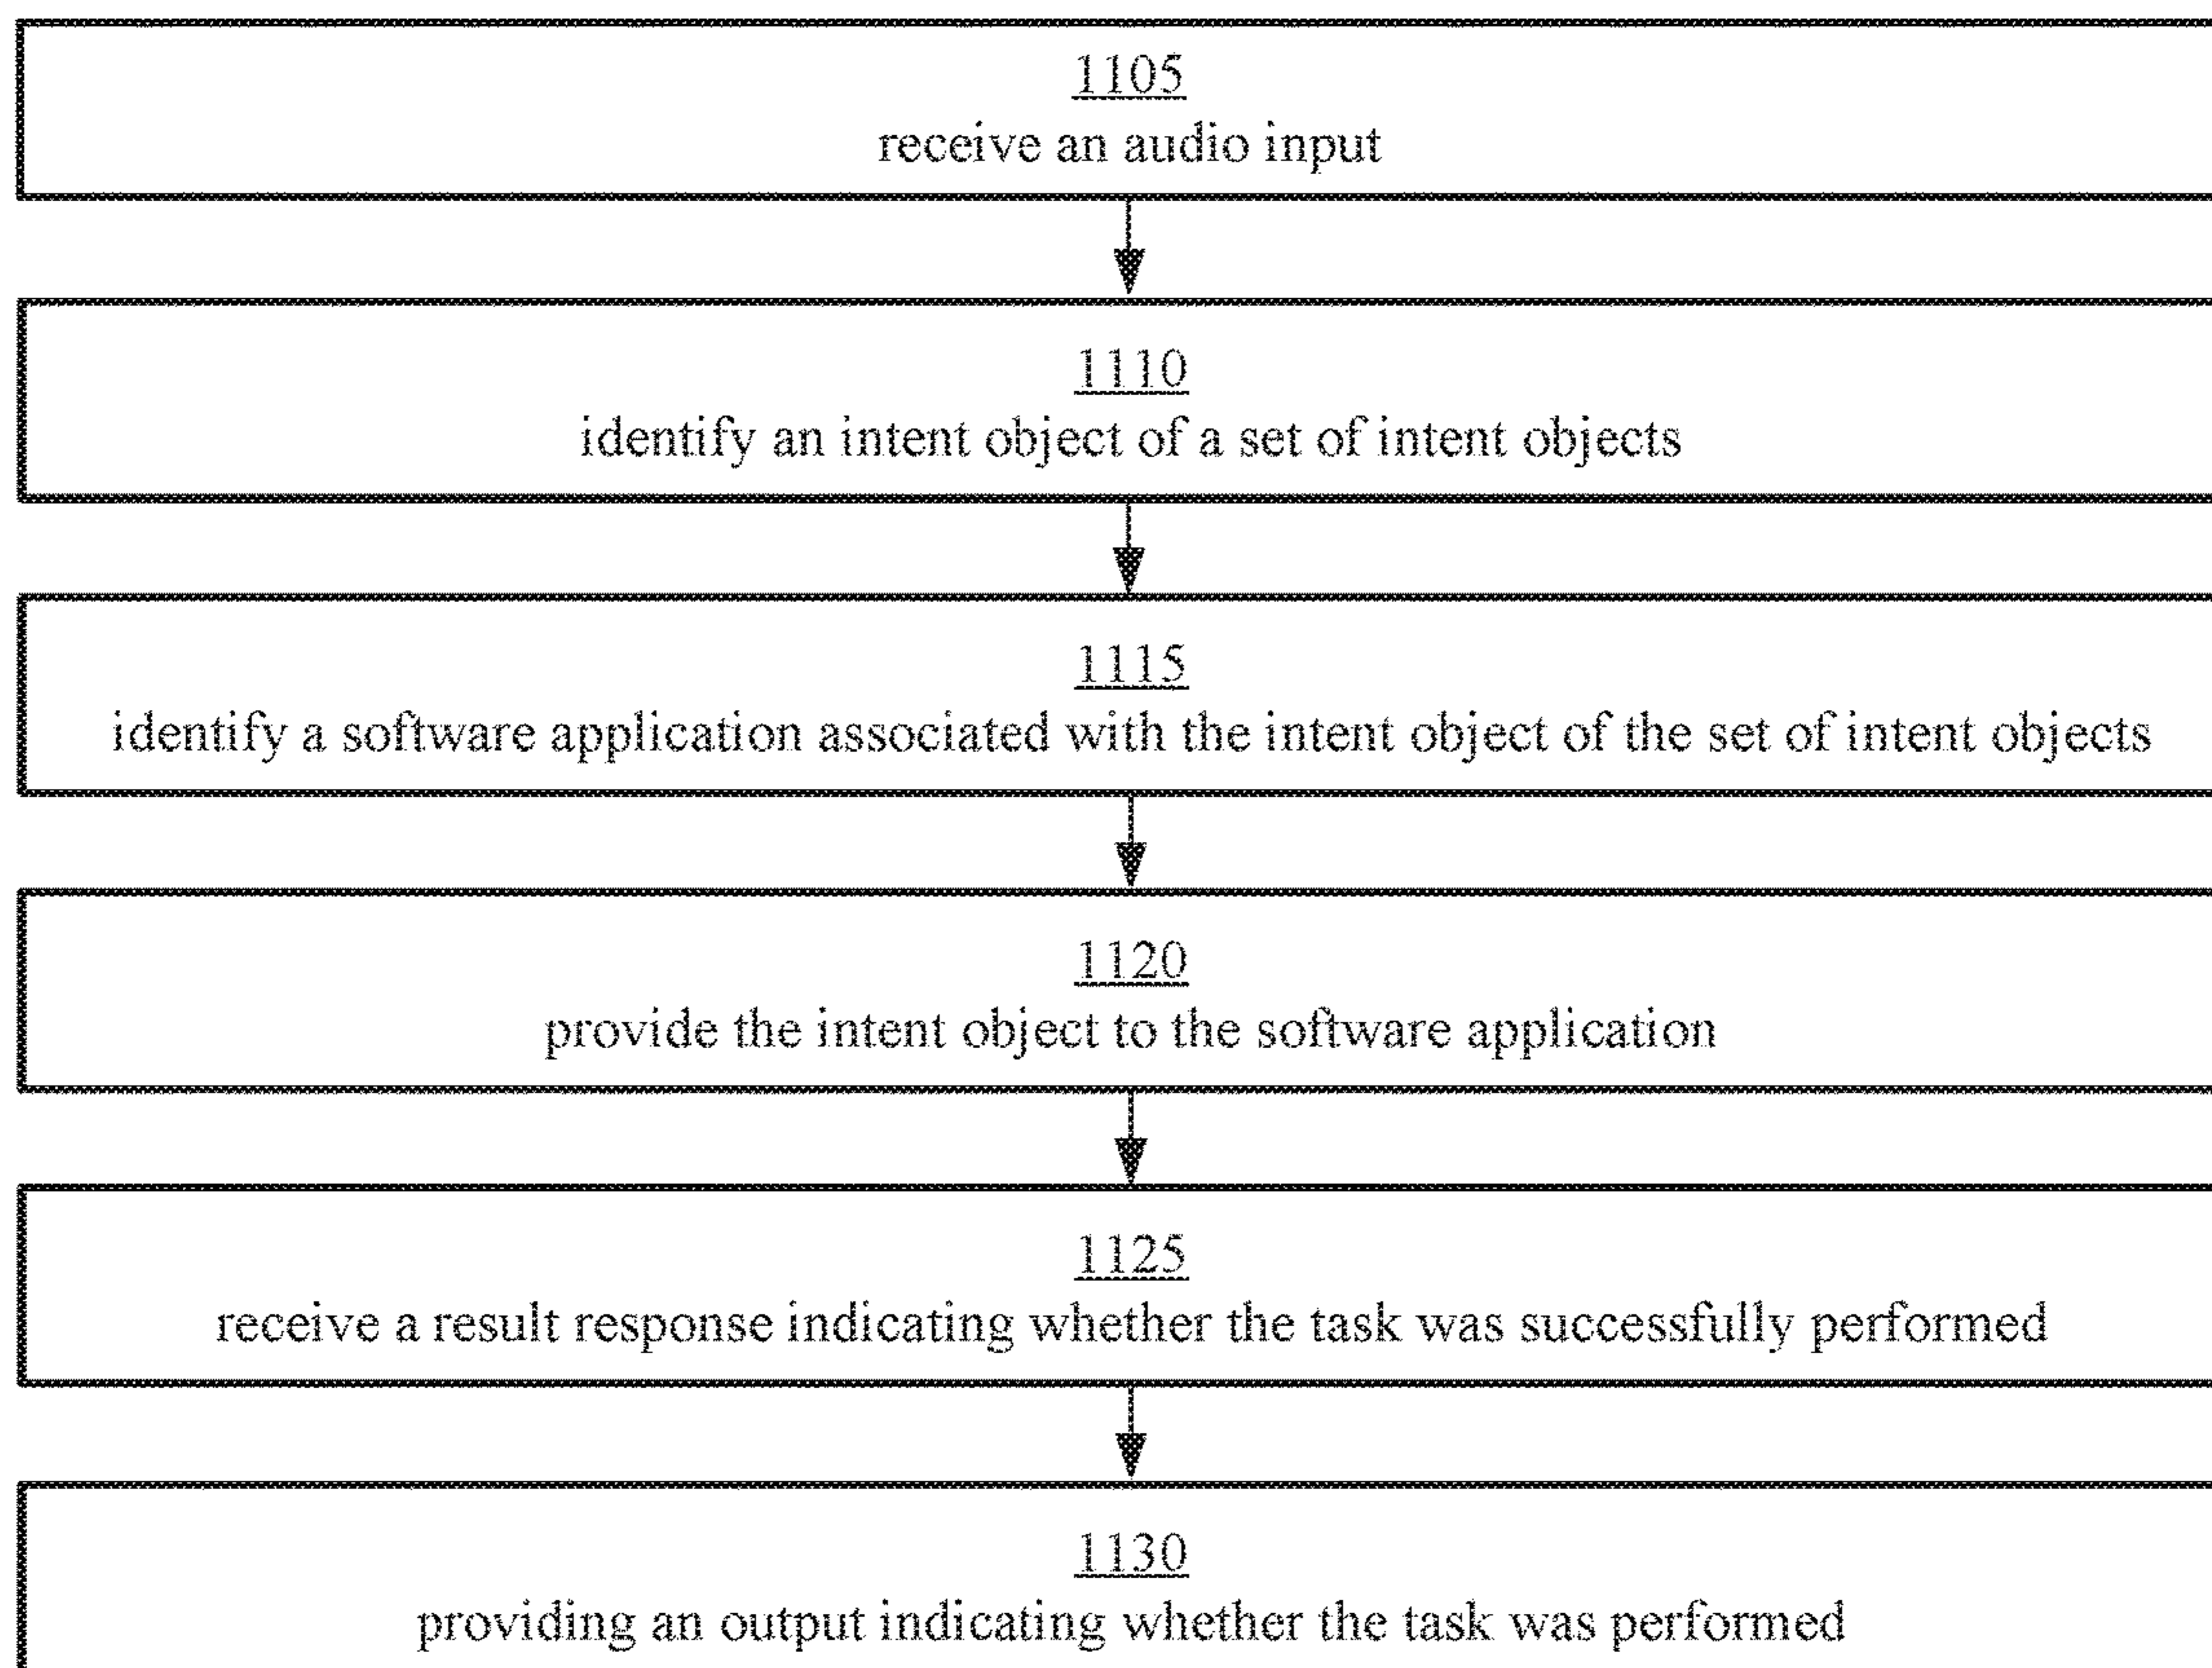 1105
receive an audio input
1110
identify an intent object of a set of intent objects
1115
identify a software application associated with the intent object of the set of intent objects
1120
provide the intent object to the software application
1125
receive a result response indicating whether the task was successfully performed
1130
providing an output indicating whether the task was performed